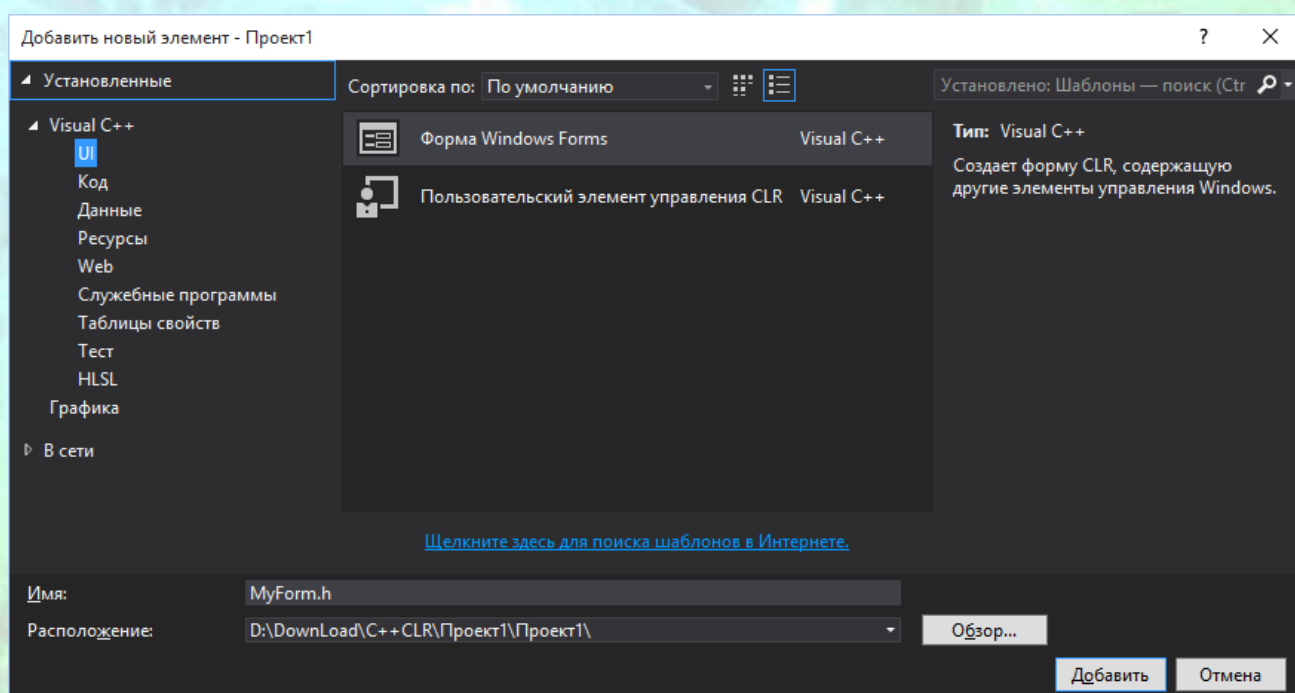 Добавить новый элемент - Проект1
?
Установленные
Сортировка по: По умолчанию
Установлено: Шаблоны — поиск (Ctr
Visual C++
UI
Код
Данные
Ресурсы
Web
Служебные программы
Таблицы свойств
Тест
HLSL
Графика
В сети
Форма Windows Forms Visual C++
Пользовательский элемент управления CLR Visual C++
Тип: Visual C++
Создает форму CLR, содержащую
другие элементы управления Windows.
Щелкните здесь для поиска шаблонов в Интернете.
Имя: MyForm.h
Расположение: D:\DownLoad\C++CLR\Проект1\Проект1\
Обзор...
Добавить Отмена